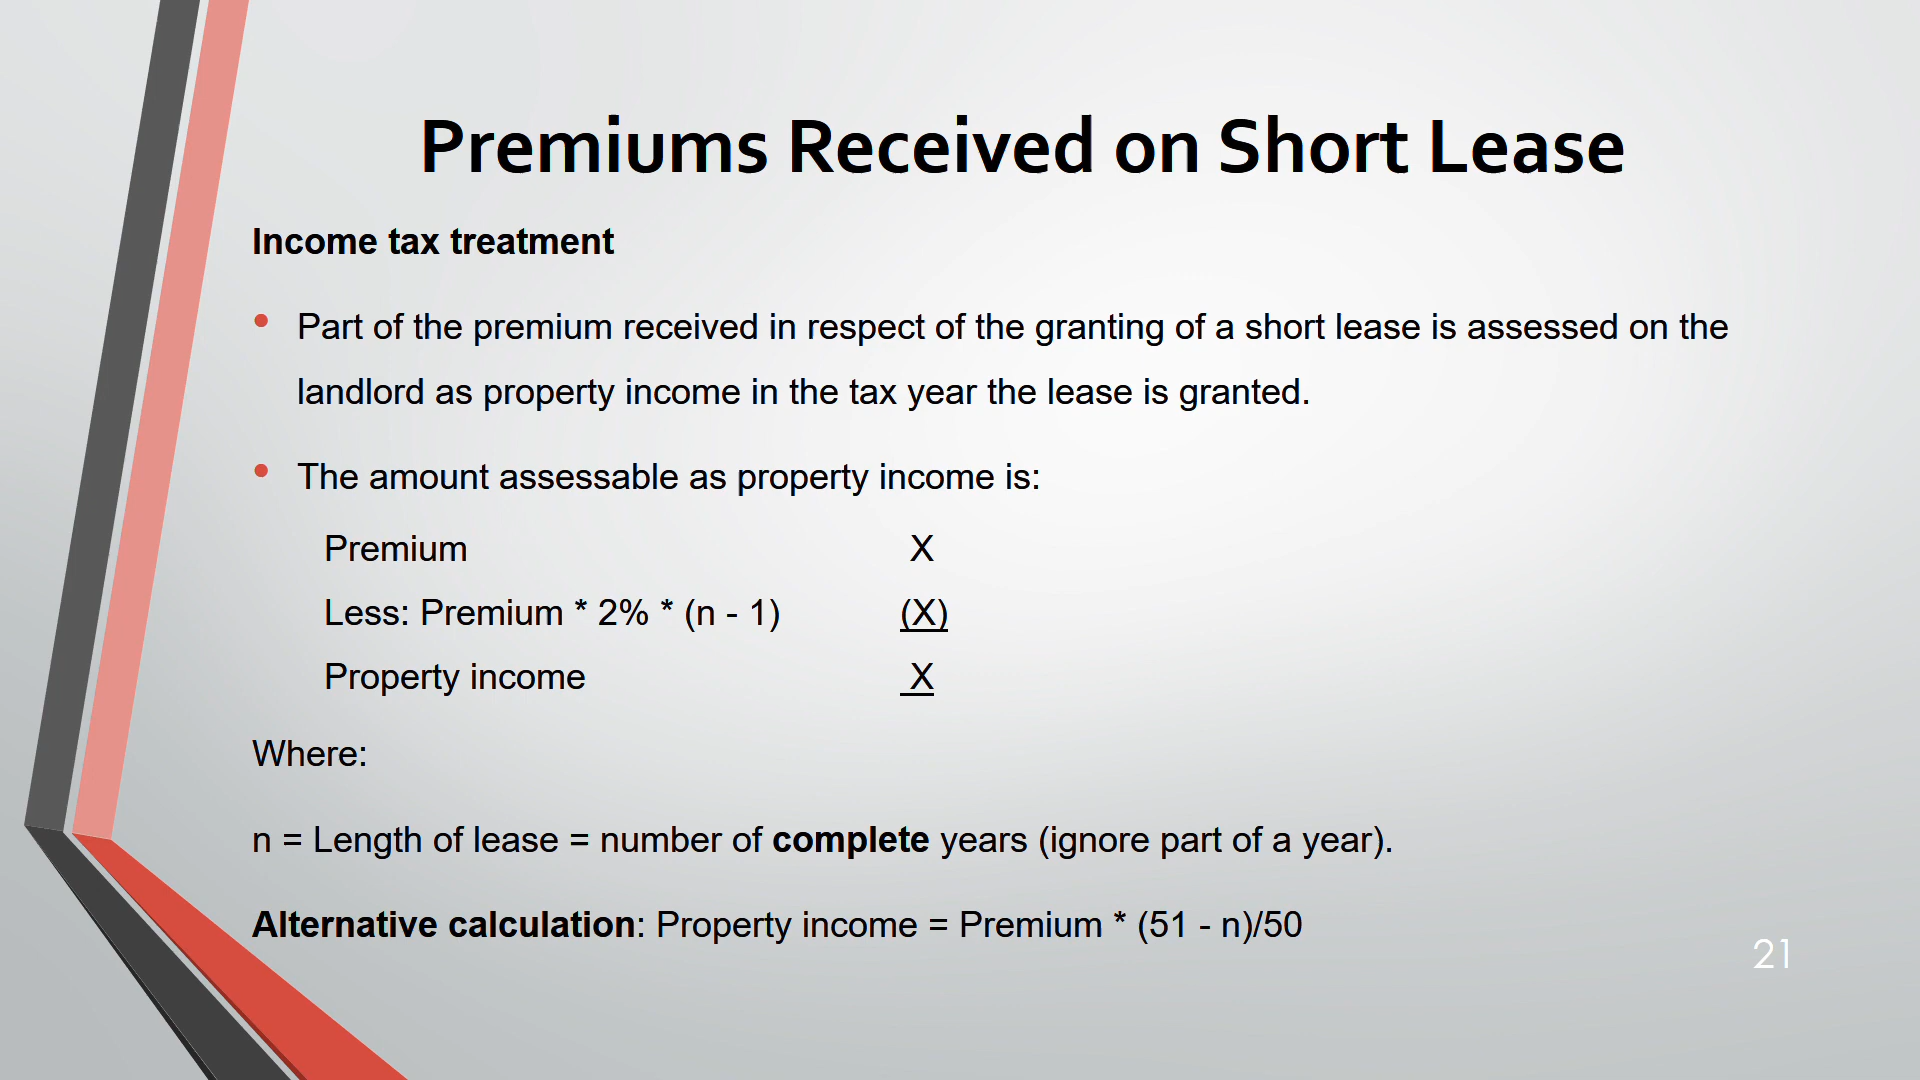 Premiums Received on Short Lease
Income tax treatment
• Part of the premium received in respect of the granting of a short lease is assessed on the
landlord as property income in the tax year the lease is granted.
• The amount assessable as property income is:
Premium X
Less: Premium * 2% * (n - 1) (X)
Property income X
Where:
n = Length of lease = number of complete years (ignore part of a year).
Alternative calculation: Property income = Premium * (51 - n)/50
21